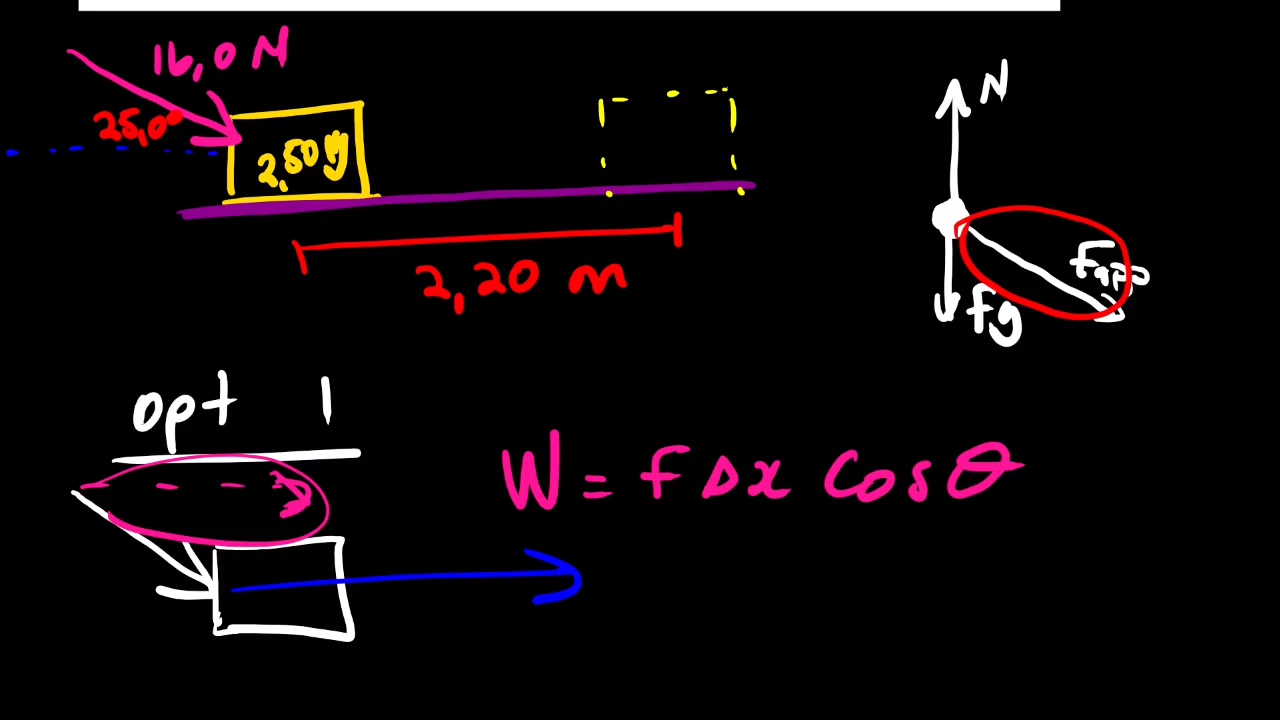 16,0 N
25,0°
2,50 g
2,20 m
N
Fapp
Fg
opt 1
W = F Δx Cos θ